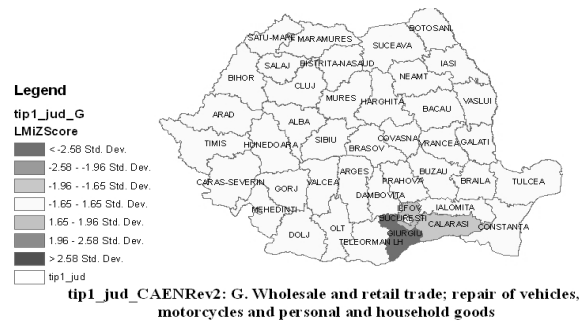 BOTOSANI
SATU-MARE MARAMURES
SUCEAVA
SALAJ BISTRITA-NASAUD IASI
BIHOR CLUJ NEAMT
MURES HARGHITA VASLUI
BACAU
ARAD ALBA
TIMIS HUNEDOARA SIBIU BRASOV COVASNA VRANCEA GALATI
CARAS-SEVERIN GORJ VALCEA ARGES PRAHOVA BUZAU BRAILA TULCEA
DAMBOVITA
MEHEDINTI ILFOV IALOMITA
BUCURESTI
DOLJ OLT CALARASI CONSTANTA
TELEORMAN LH GIURGIU
Legend
tip1_jud_G
LMiZScore
< -2.58 Std. Dev.
-2.58 - -1.96 Std. Dev.
-1.96 - -1.65 Std. Dev.
-1.65 - 1.65 Std. Dev.
1.65 - 1.96 Std. Dev.
1.96 - 2.58 Std. Dev.
> 2.58 Std. Dev.
tip1_jud
tip1_jud_CAENRev2: G. Wholesale and retail trade; repair of vehicles,
motorcycles and personal and household goods